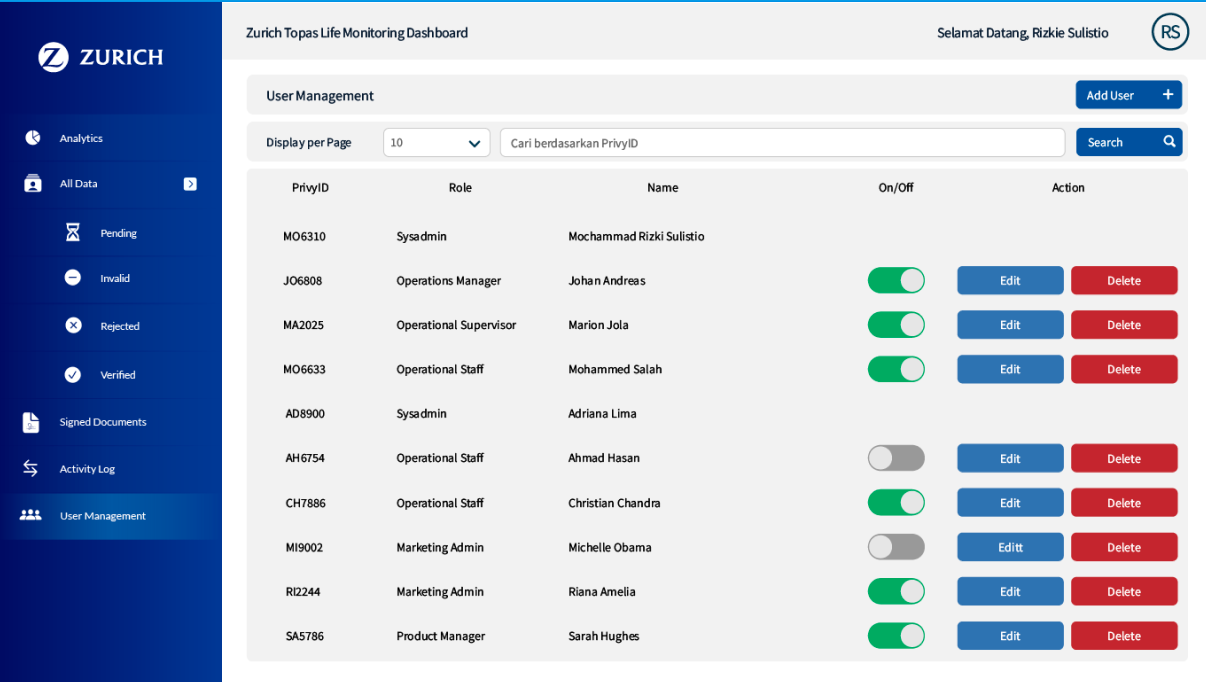 ZURICH
Zurich Topas Life Monitoring Dashboard
Selamat Datang, Rizkie Sulistio
RS
Analytics
All Data
Pending
Invalid
Rejected
Verified
Signed Documents
Activity Log
User Management
User Management
Add User +
Display per Page
10
Cari berdasarkan PrivyID
Search
PrivyID Role Name On/Off Action
MO6310 Sysadmin Mochammad Rizki Sulistio
JO6808 Operations Manager Johan Andreas Edit Delete
MA2025 Operational Supervisor Marion Jola Edit Delete
MO6633 Operational Staff Mohammed Salah Edit Delete
AD8900 Sysadmin Adriana Lima
AH6754 Operational Staff Ahmad Hasan Edit Delete
CH7886 Operational Staff Christian Chandra Edit Delete
MI9002 Marketing Admin Michelle Obama Editt Delete
RI2244 Marketing Admin Riana Amelia Edit Delete
SA5786 Product Manager Sarah Hughes Edit Delete